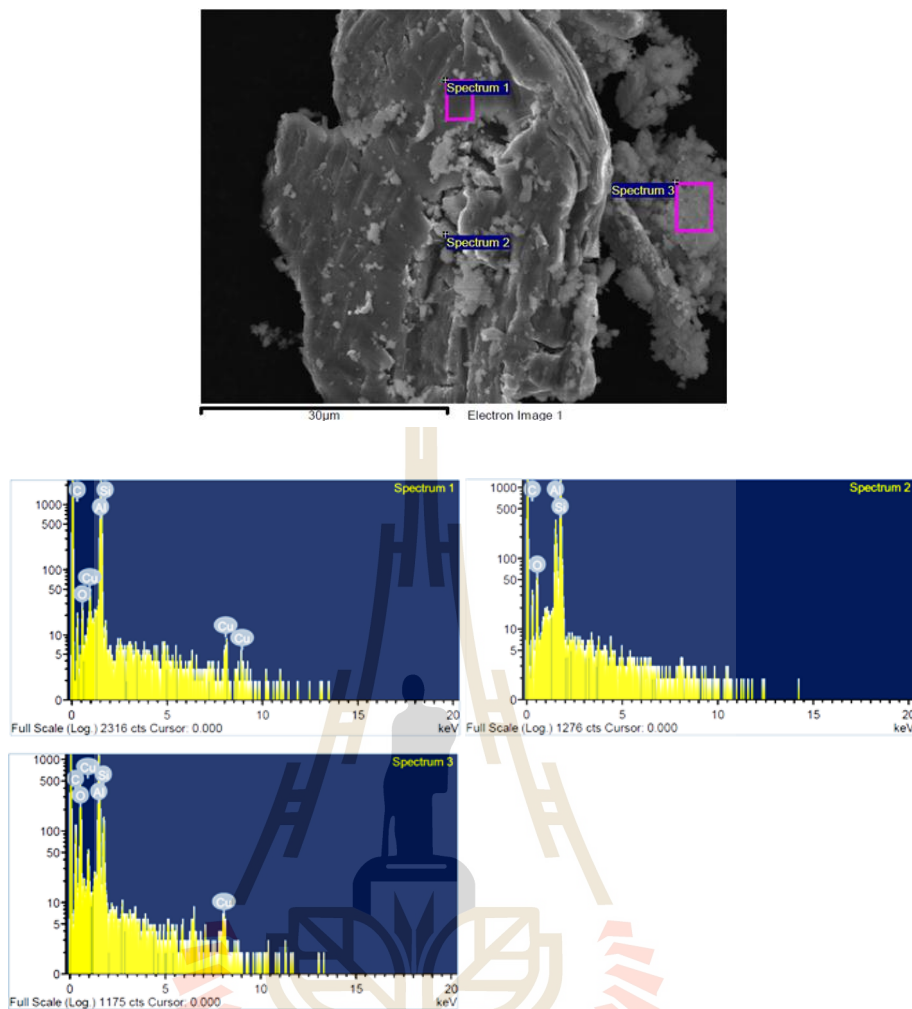 Spectrum 1
Spectrum 3
Spectrum 2
30µm Electron Image 1
Spectrum 1
C Si
Al
Cu
O
Cu
Cu
1000
500
100
50
10
5
0
0 5 10 15 20
Full Scale (Log.) 2316 cts Cursor: 0.000 keV
Spectrum 2
C Al
Si
O
1000
500
100
50
10
5
0
0 5 10 15 20
Full Scale (Log.) 1276 cts Cursor: 0.000 keV
Spectrum 3
Cu
C Si
O Al
Cu
1000
500
100
50
10
5
0
0 5 10 15 20
Full Scale (Log.) 1175 cts Cursor: 0.000 keV